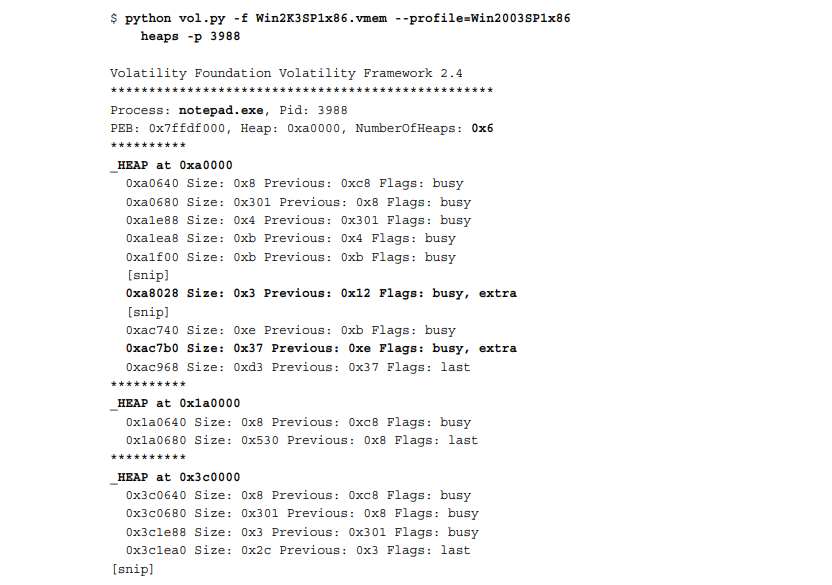 $ python vol.py -f Win2K3SP1x86.vmem --profile=Win2003SP1x86
heaps -p 3988
Volatility Foundation Volatility Framework 2.4
**************************************************
Process: notepad.exe, Pid: 3988
PEB: 0x7ffdf000, Heap: 0xa0000, NumberOfHeaps: 0x6
**********
_HEAP at 0xa0000
0xa0640 Size: 0x8 Previous: 0xc8 Flags: busy
0xa0680 Size: 0x301 Previous: 0x8 Flags: busy
0xa1e88 Size: 0x4 Previous: 0x301 Flags: busy
0xa1ea8 Size: 0xb Previous: 0x4 Flags: busy
0xa1f00 Size: 0xb Previous: 0xb Flags: busy
[snip]
0xa8028 Size: 0x3 Previous: 0x12 Flags: busy, extra
[snip]
0xac740 Size: 0xe Previous: 0xb Flags: busy
0xac7b0 Size: 0x37 Previous: 0xe Flags: busy, extra
0xac968 Size: 0xd3 Previous: 0x37 Flags: last
**********
_HEAP at 0x1a0000
0x1a0640 Size: 0x8 Previous: 0xc8 Flags: busy
0x1a0680 Size: 0x530 Previous: 0x8 Flags: last
**********
_HEAP at 0x3c0000
0x3c0640 Size: 0x8 Previous: 0xc8 Flags: busy
0x3c0680 Size: 0x301 Previous: 0x8 Flags: busy
0x3c1e88 Size: 0x3 Previous: 0x301 Flags: busy
0x3c1ea0 Size: 0x2c Previous: 0x3 Flags: last
[snip]